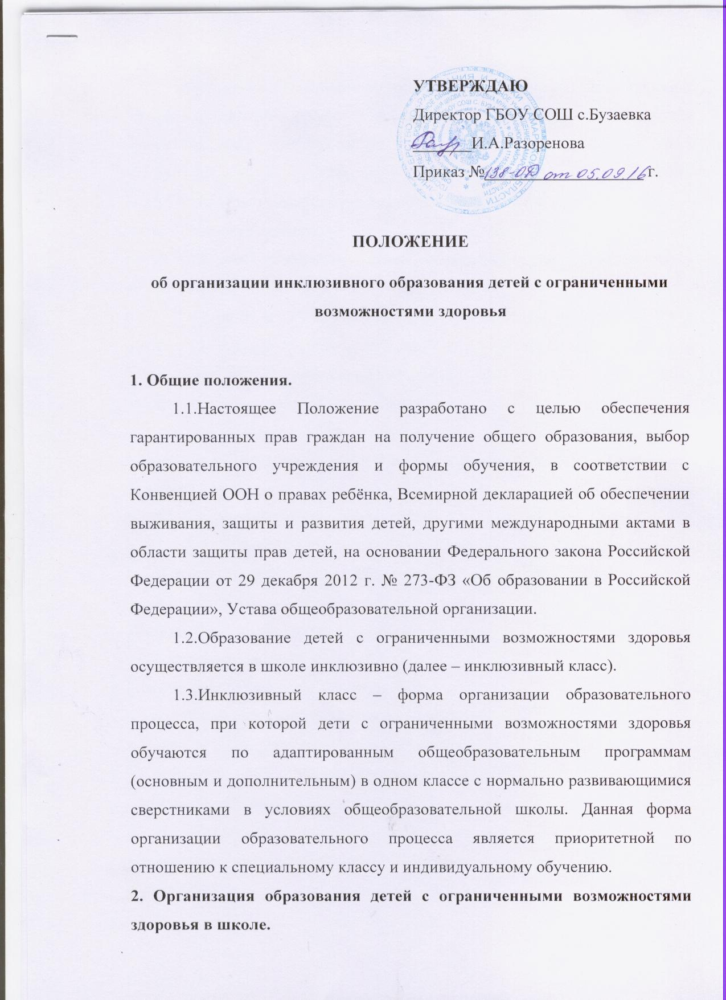 УТВЕРЖДАЮ
Директор ГБОУ СОШ с.Бузаевка
И.А.Разоренова
Приказ № 138-ОД от 05.09.16 г.
ПОЛОЖЕНИЕ
об организации инклюзивного образования детей с ограниченными
возможностями здоровья
1. Общие положения.
1.1.Настоящее Положение разработано с целью обеспечения
гарантированных прав граждан на получение общего образования, выбор
образовательного учреждения и формы обучения, в соответствии с
Конвенцией ООН о правах ребёнка, Всемирной декларацией об обеспечении
выживания, защиты и развития детей, другими международными актами в
области защиты прав детей, на основании Федерального закона Российской
Федерации от 29 декабря 2012 г. № 273-ФЗ «Об образовании в Российской
Федерации», Устава общеобразовательной организации.
1.2.Образование детей с ограниченными возможностями здоровья
осуществляется в школе инклюзивно (далее – инклюзивный класс).
1.3.Инклюзивный класс – форма организации образовательного
процесса, при которой дети с ограниченными возможностями здоровья
обучаются по адаптированным общеобразовательным программам
(основным и дополнительным) в одном классе с нормально развивающимися
сверстниками в условиях общеобразовательной школы. Данная форма
организации образовательного процесса является приоритетной по
отношению к специальному классу и индивидуальному обучению.
2. Организация образования детей с ограниченными возможностями
здоровья в школе.